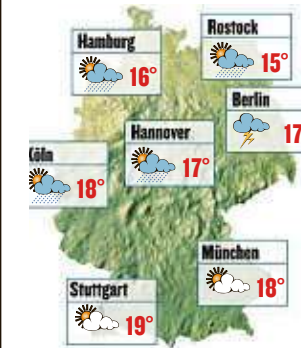 Rostock
15°
Hamburg
16°
Berlin
17
Hannover
17°
Köln
18°
München
18°
Stuttgart
19°